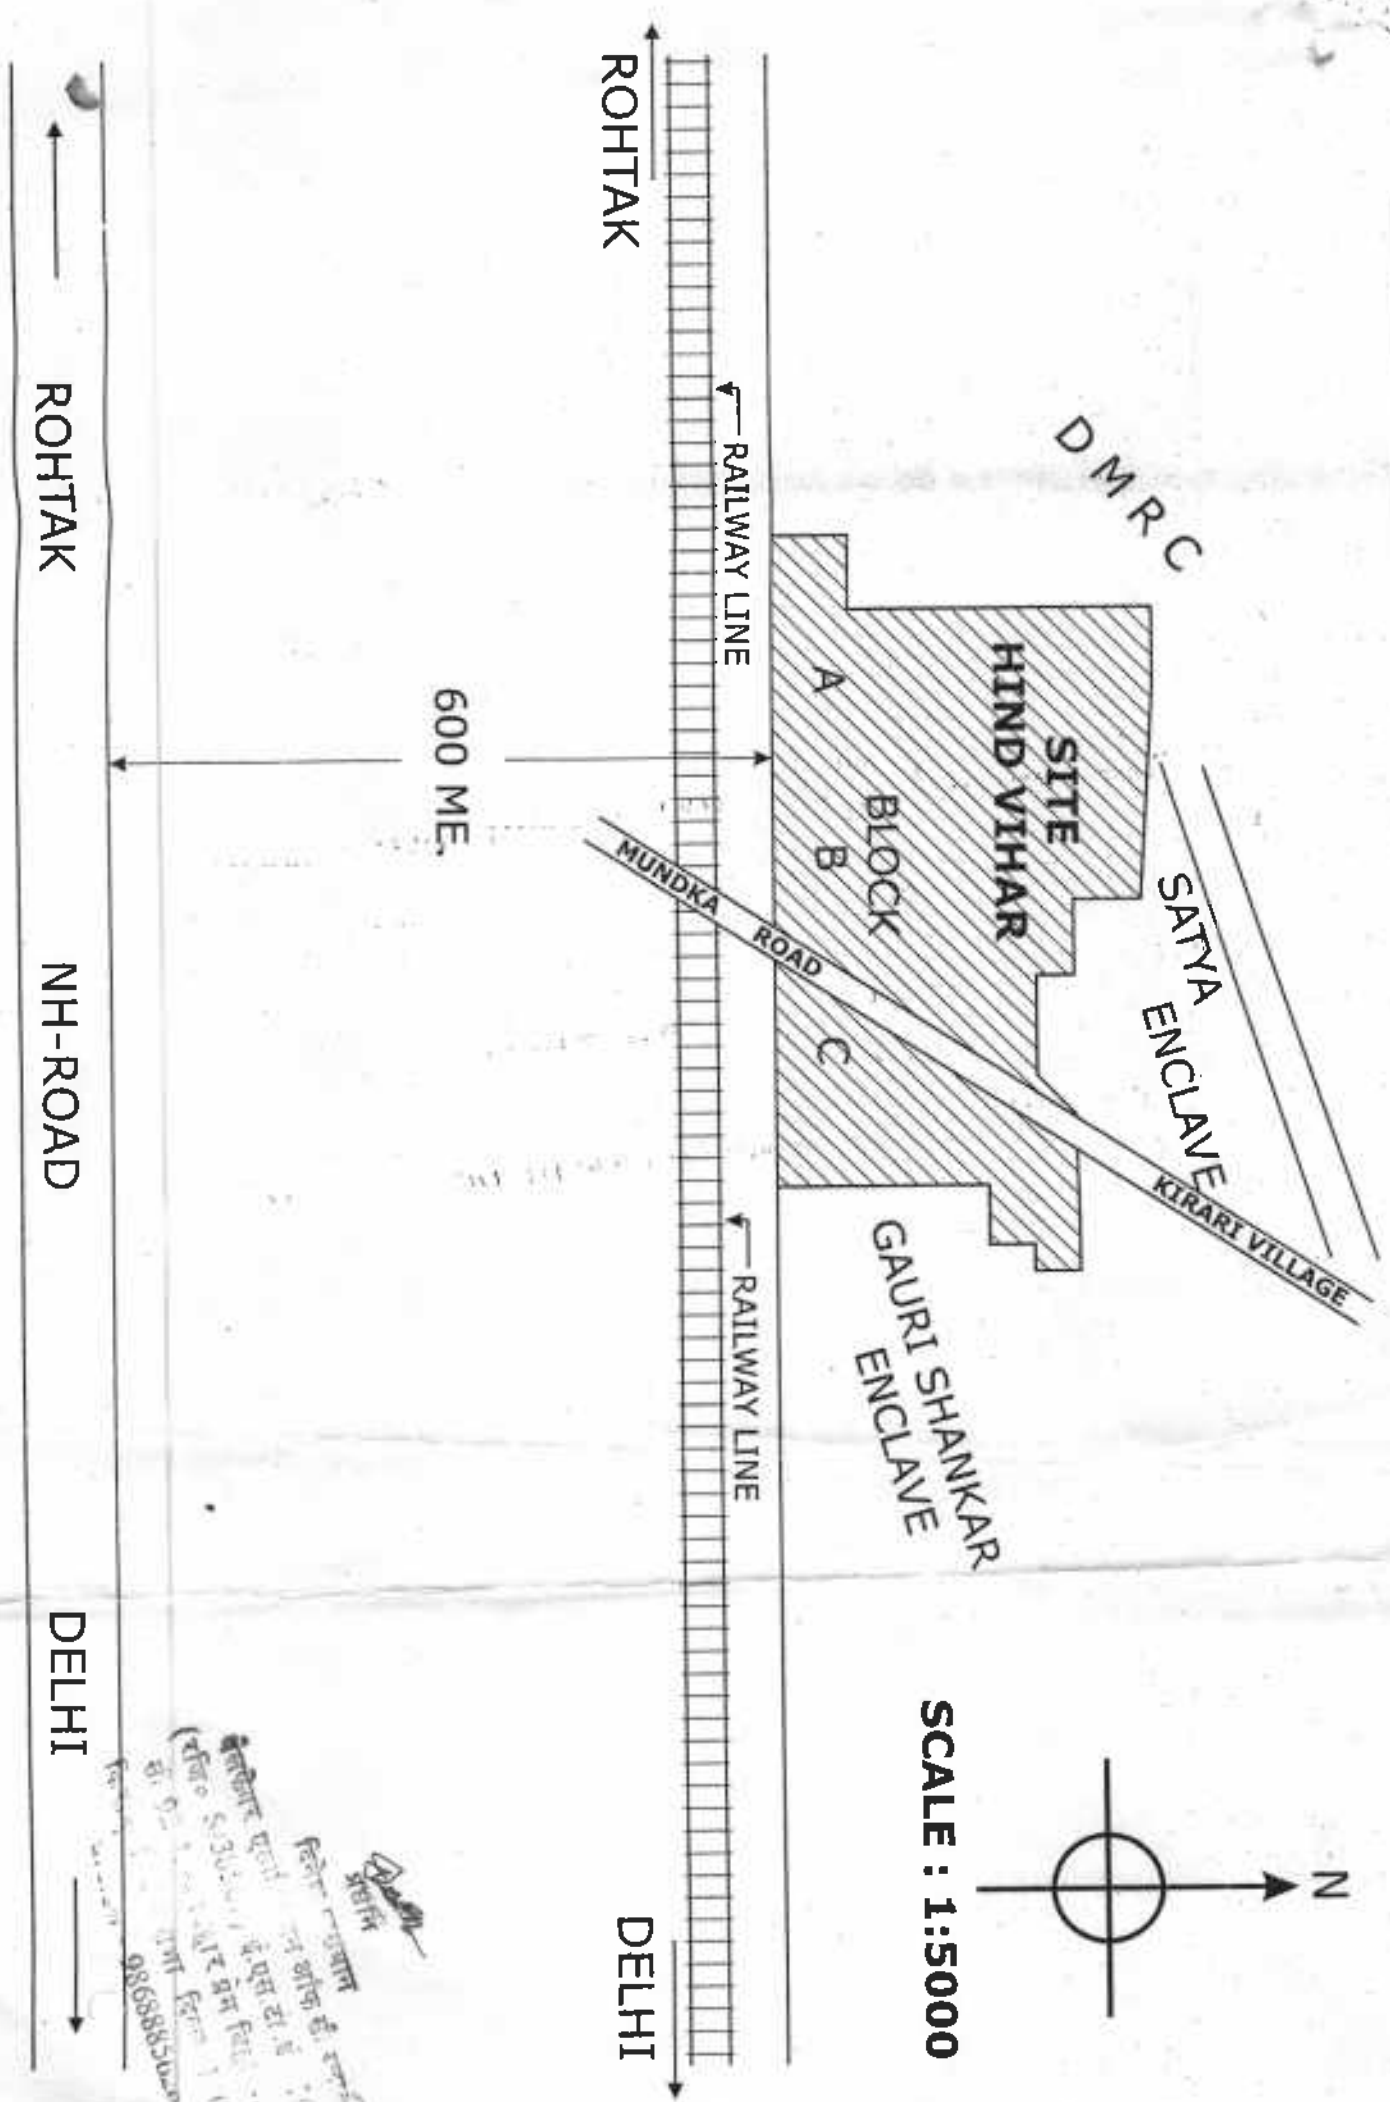 N
SCALE : 1:5000
D M R C
SATYA
ENCLAVE
KIRARI VILLAGE
SITE
HIND VIHAR
BLOCK
A
B
C
GAURI SHANKAR
ENCLAVE
MUNDKA ROAD
RAILWAY LINE
RAILWAY LINE
ROHTAK
DELHI
600 ME.
ROHTAK
NH-ROAD
DELHI
प्रधान